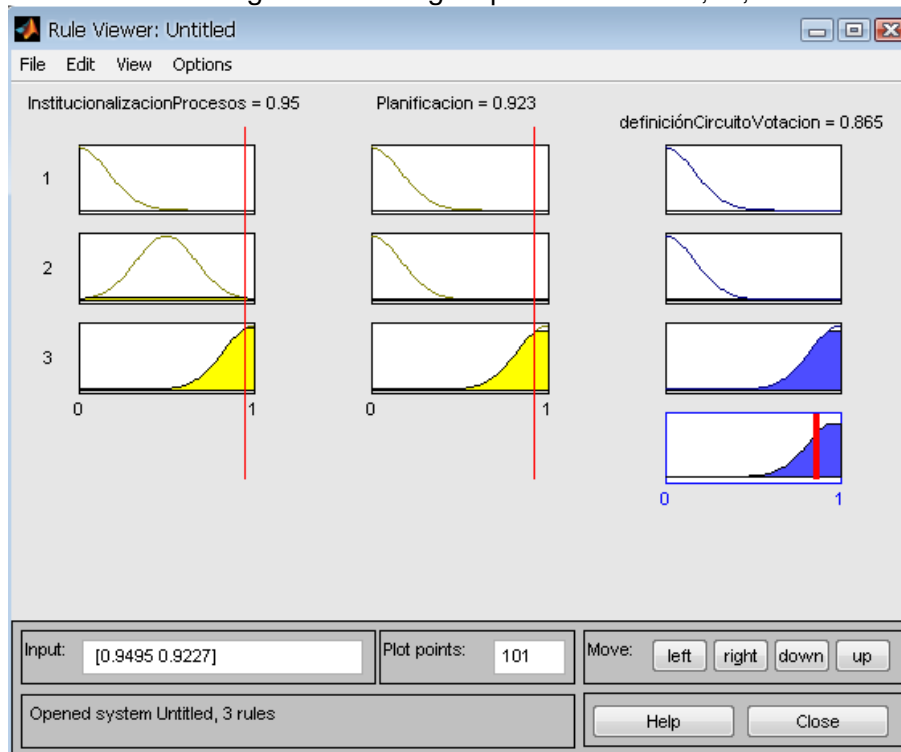 Rule Viewer: Untitled
File Edit View Options
InstitucionalizacionProcesos = 0.95
Planificacion = 0.923
definiciónCircuitoVotacion = 0.865
1
2
3
0 1
0 1
0 1
Input: [0.9495 0.9227]
Plot points: 101
Move: left right down up
Opened system Untitled, 3 rules
Help Close